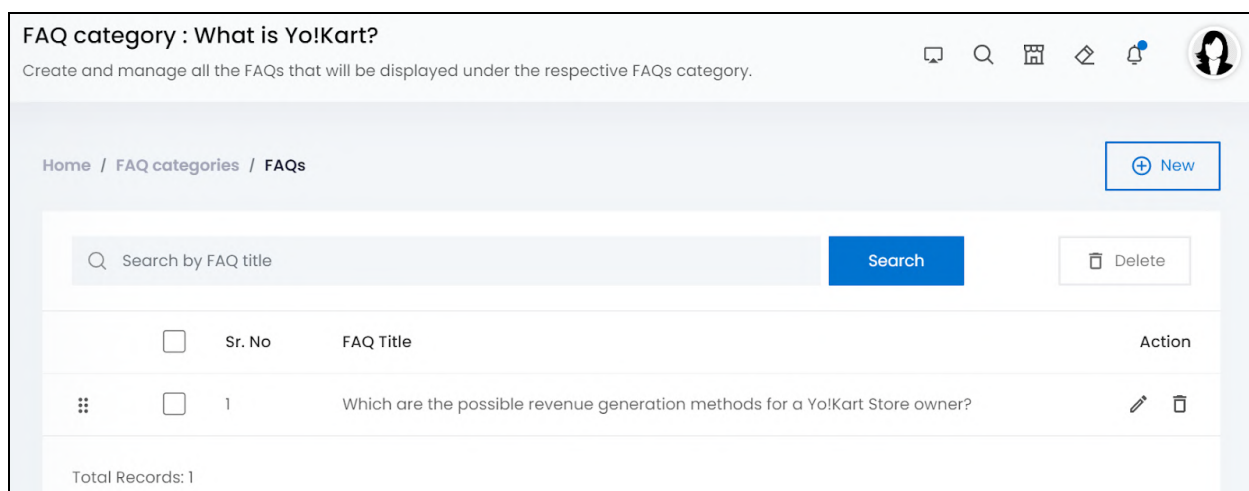 FAQ category : What is Yo!Kart?
Create and manage all the FAQs that will be displayed under the respective FAQs category.
Home / FAQ categories / FAQs
New
Search by FAQ title
Search
Delete
Sr. No FAQ Title Action
1 Which are the possible revenue generation methods for a Yo!Kart Store owner?
Total Records: 1